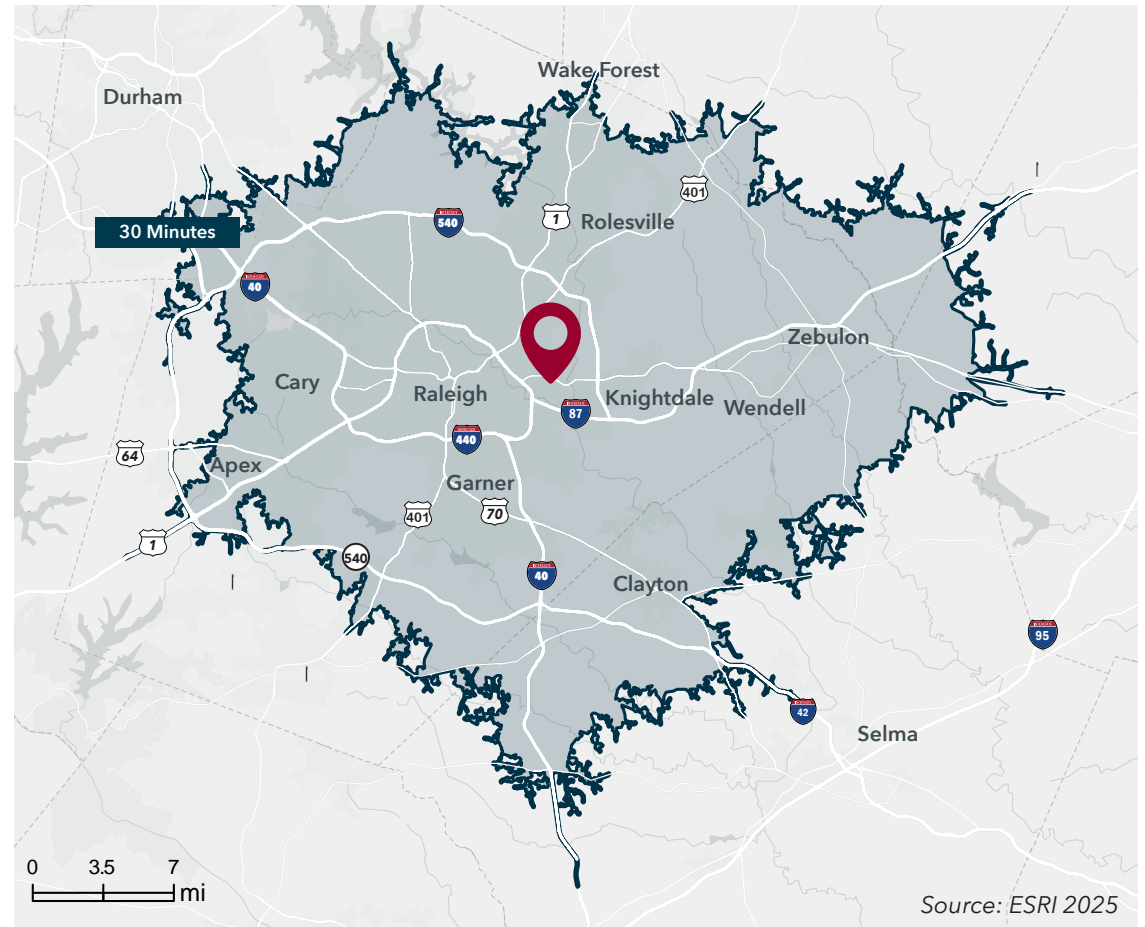 Wake Forest
Durham
401
1
Rolesville
540
30 Minutes
40
Zebulon
Cary
Raleigh
Knightdale
Wendell
87
440
64
Apex
Garner
401
70
1
540
40
Clayton
95
42
Selma
0 3.5 7
mi
Source: ESRI 2025